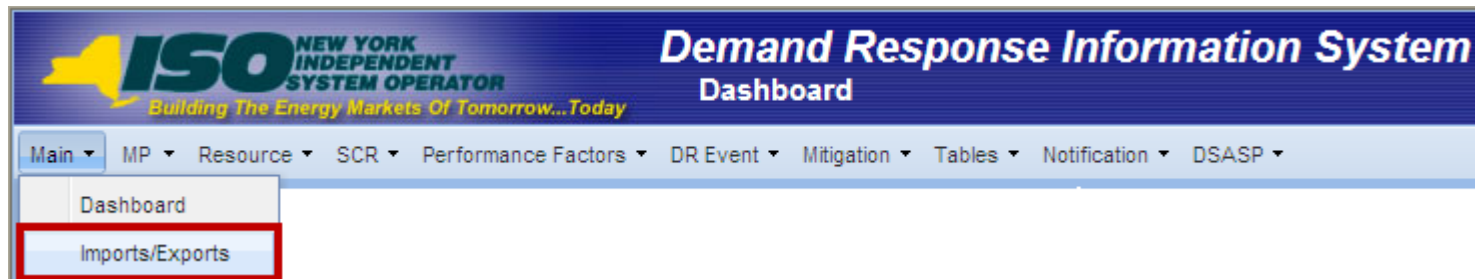 ISO NEW YORK
INDEPENDENT
SYSTEM OPERATOR
Building The Energy Markets Of Tomorrow...Today
Demand Response Information System
Dashboard
Main MP Resource SCR Performance Factors DR Event Mitigation Tables Notification DSASP
Dashboard
Imports/Exports